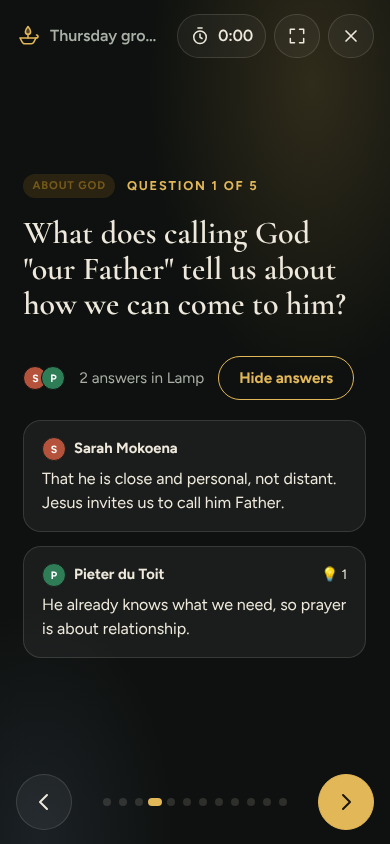 Thursday gro...
0:00
ABOUT GOD
QUESTION 1 OF 5
What does calling God
"our Father" tell us about
how we can come to him?
S P
2 answers in Lamp
Hide answers
S
Sarah Mokoena
That he is close and personal, not distant.
Jesus invites us to call him Father.
P
Pieter du Toit
💡 1
He already knows what we need, so prayer
is about relationship.